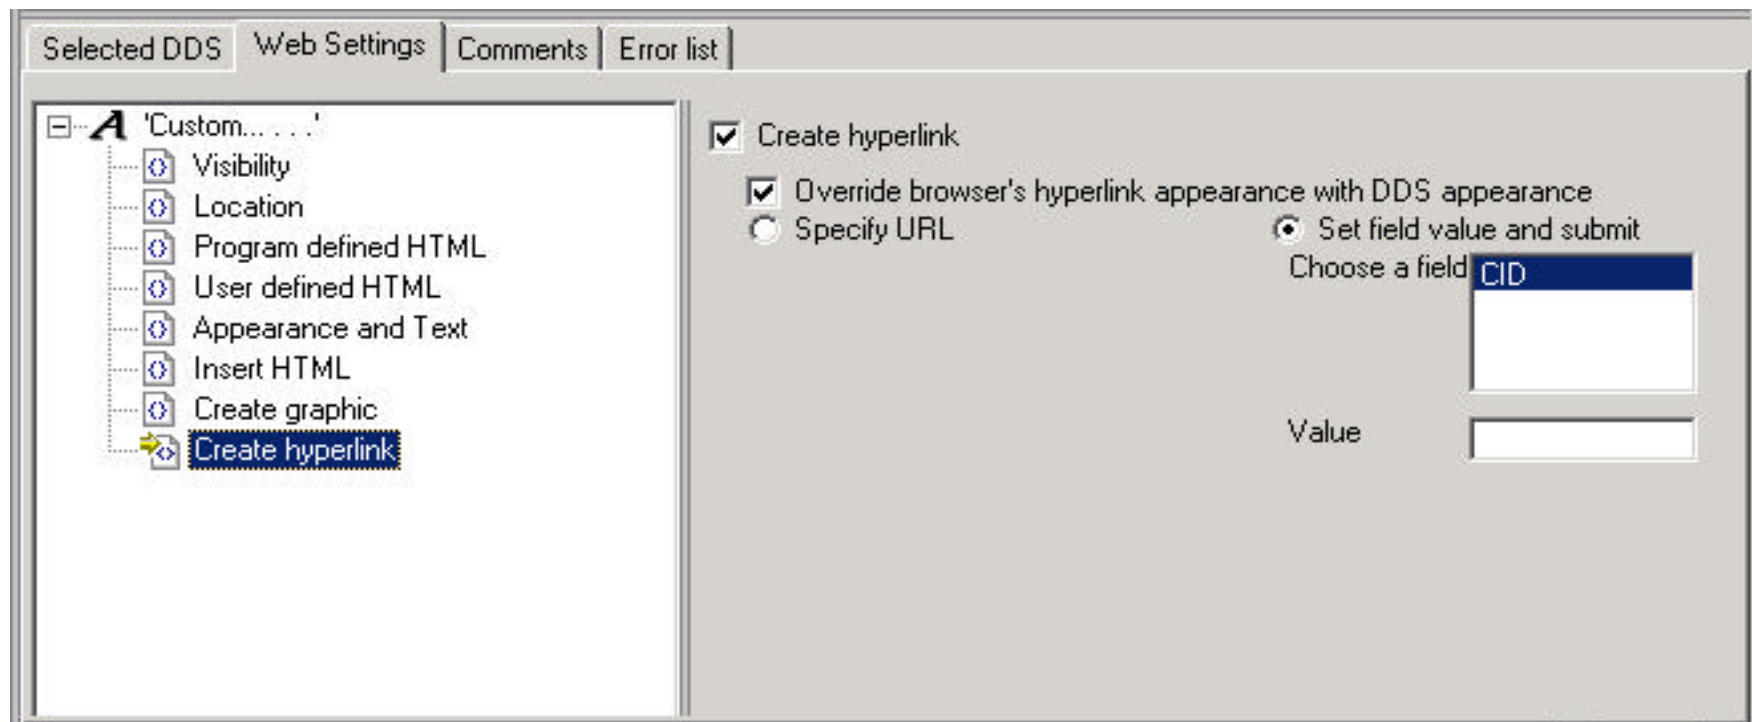 Selected DDS Web Settings Comments Error list
'Custom... . . .'
Visibility
Location
Program defined HTML
User defined HTML
Appearance and Text
Insert HTML
Create graphic
Create hyperlink
Create hyperlink
Override browser's hyperlink appearance with DDS appearance
Specify URL Set field value and submit
Choose a field CID
Value